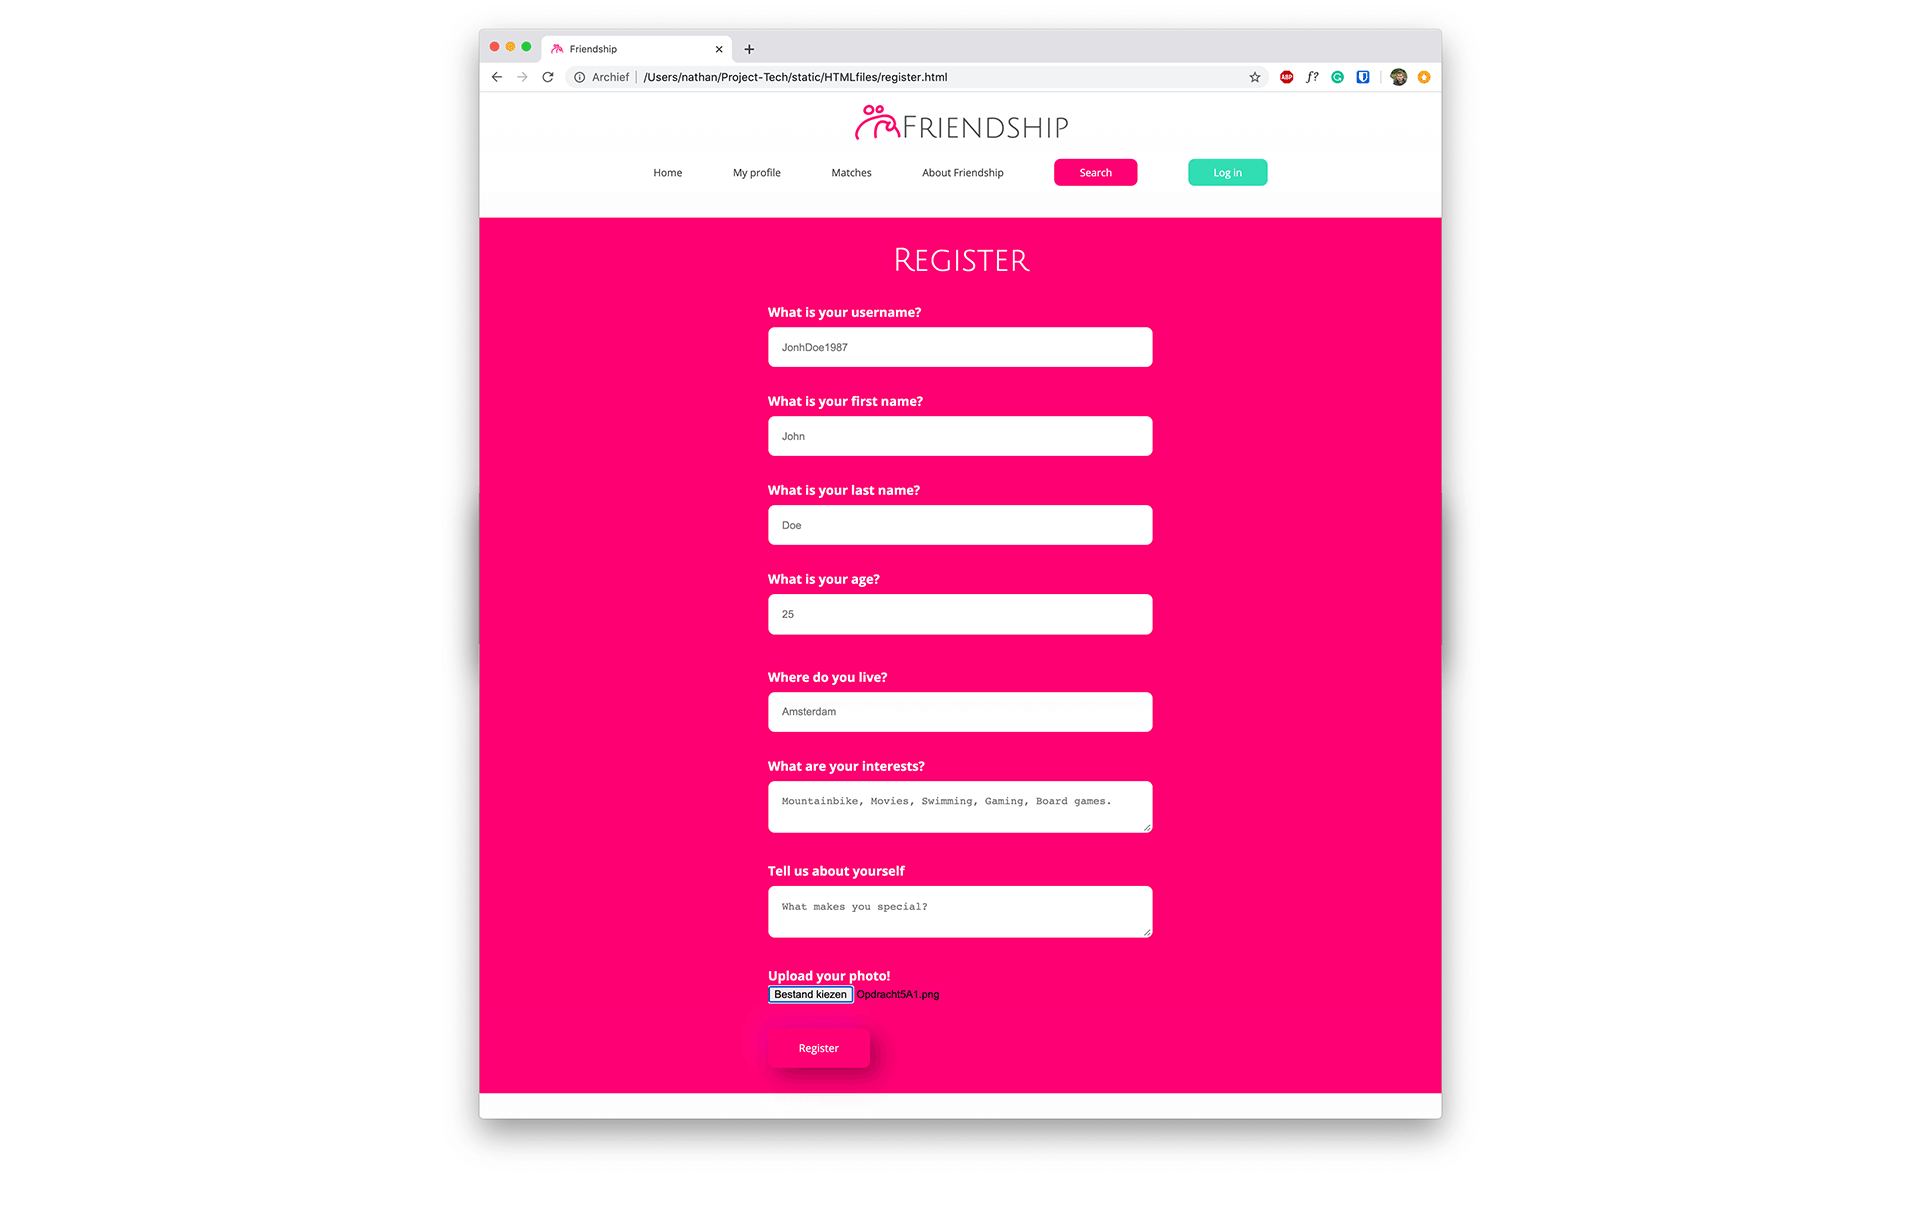 Friendship
Archief | /Users/nathan/Project-Tech/static/HTMLfiles/register.html
ABP f?
FRIENDSHIP
Home My profile Matches About Friendship Search Log in
REGISTER
What is your username?
JonhDoe1987
What is your first name?
John
What is your last name?
Doe
What is your age?
25
Where do you live?
Amsterdam
What are your interests?
Mountainbike, Movies, Swimming, Gaming, Board games.
Tell us about yourself
What makes you special?
Upload your photo!
Bestand kiezen Opdracht5A1.png
Register